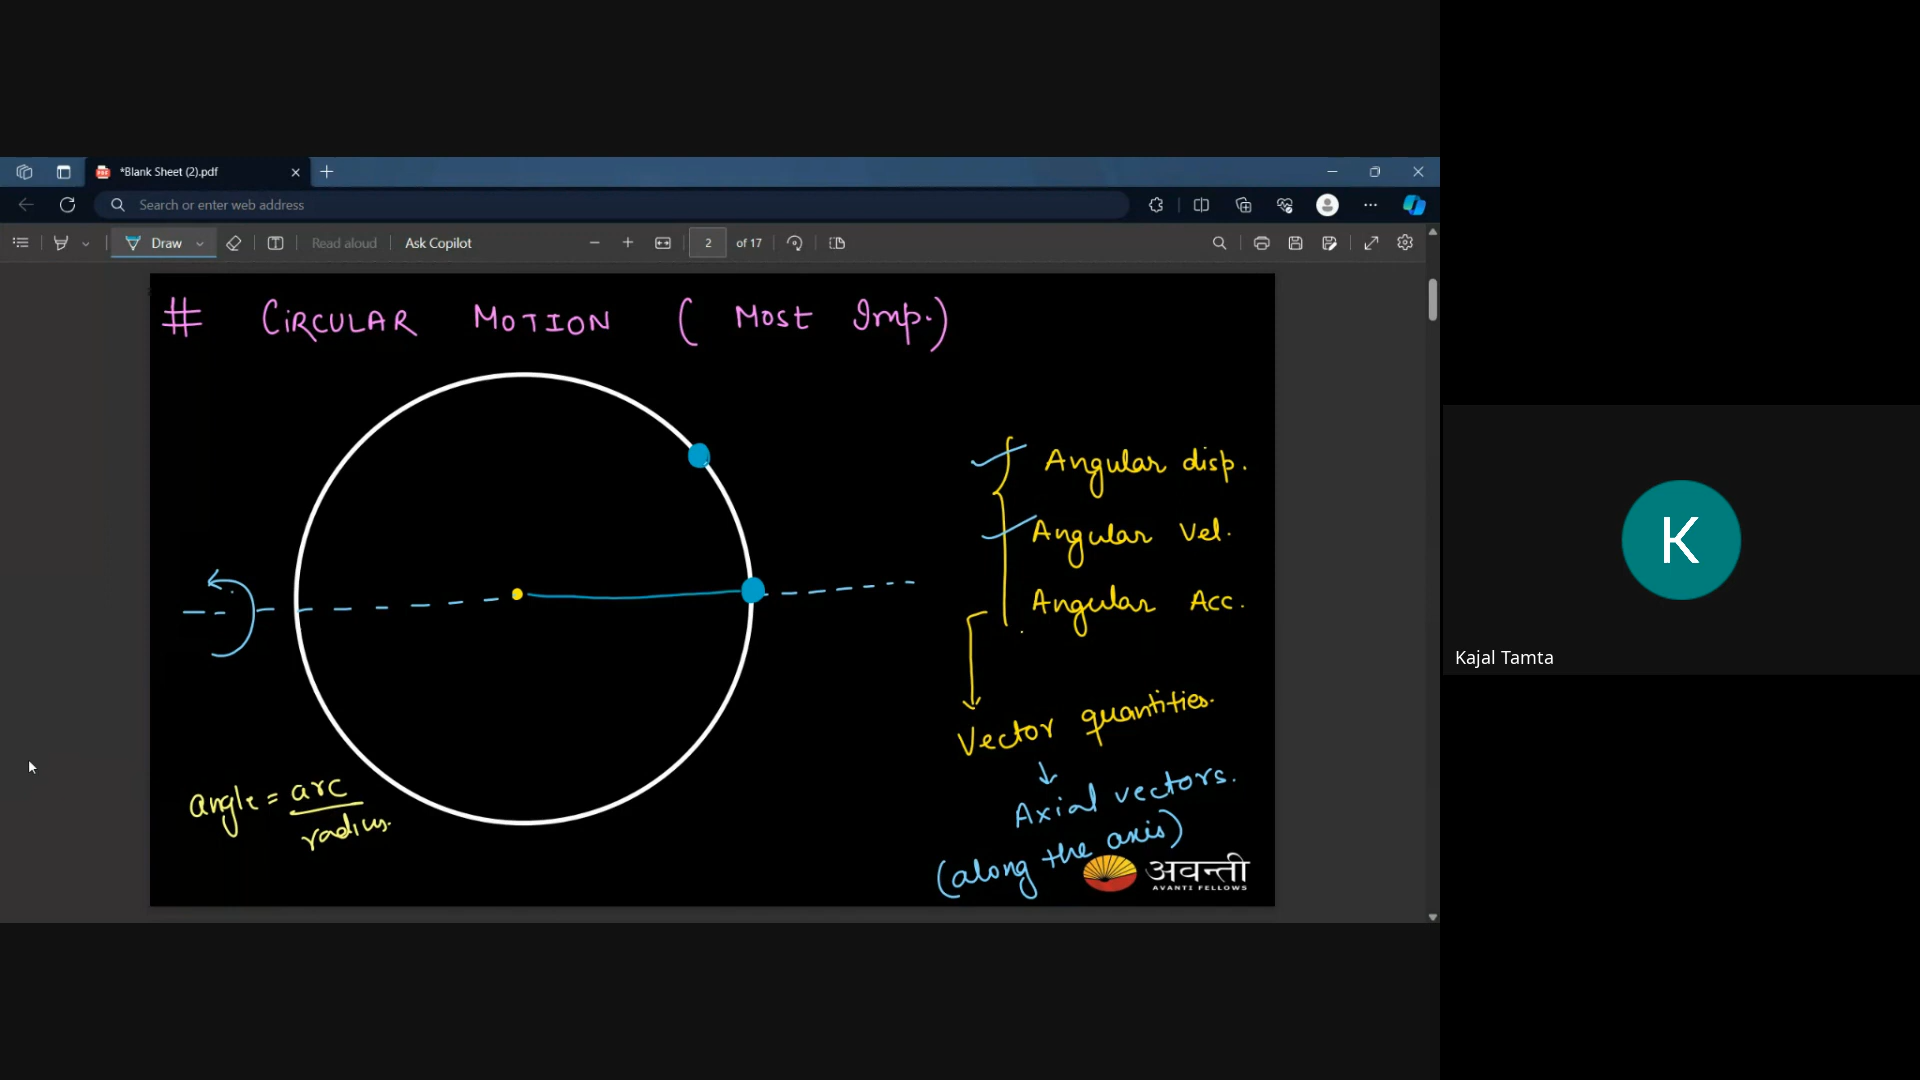 *Blank Sheet (2).pdf
Search or enter web address
Draw
Read aloud
Ask Copilot
2
of 17
# CIRCULAR MOTION (Most Imp.)
Angular disp.
Angular Vel.
Angular Acc.
Vector quantities.
Axial vectors.
(along the axis)
angle = arc
radius.
अवन्ती
AVANTI FELLOWS
K
Kajal Tamta